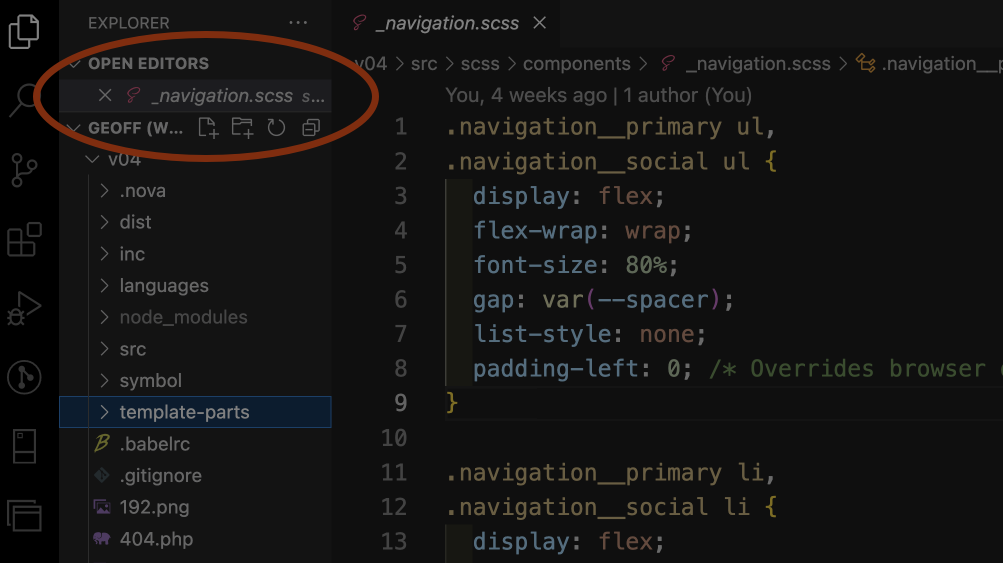 EXPLORER
OPEN EDITORS
_navigation.scss s...
GEOFF (W...
v04
.nova
dist
inc
languages
node_modules
src
symbol
template-parts
.babelrc
.gitignore
192.png
404.php
_navigation.scss
v04 > src > scss > components > _navigation.scss > .navigation__p
You, 4 weeks ago | 1 author (You)
1 .navigation__primary ul,
2 .navigation__social ul {
3 display: flex;
4 flex-wrap: wrap;
5 font-size: 80%;
6 gap: var(--spacer);
7 list-style: none;
8 padding-left: 0; /* Overrides browser
9 }
10
11 .navigation__primary li,
12 .navigation__social li {
13 display: flex;